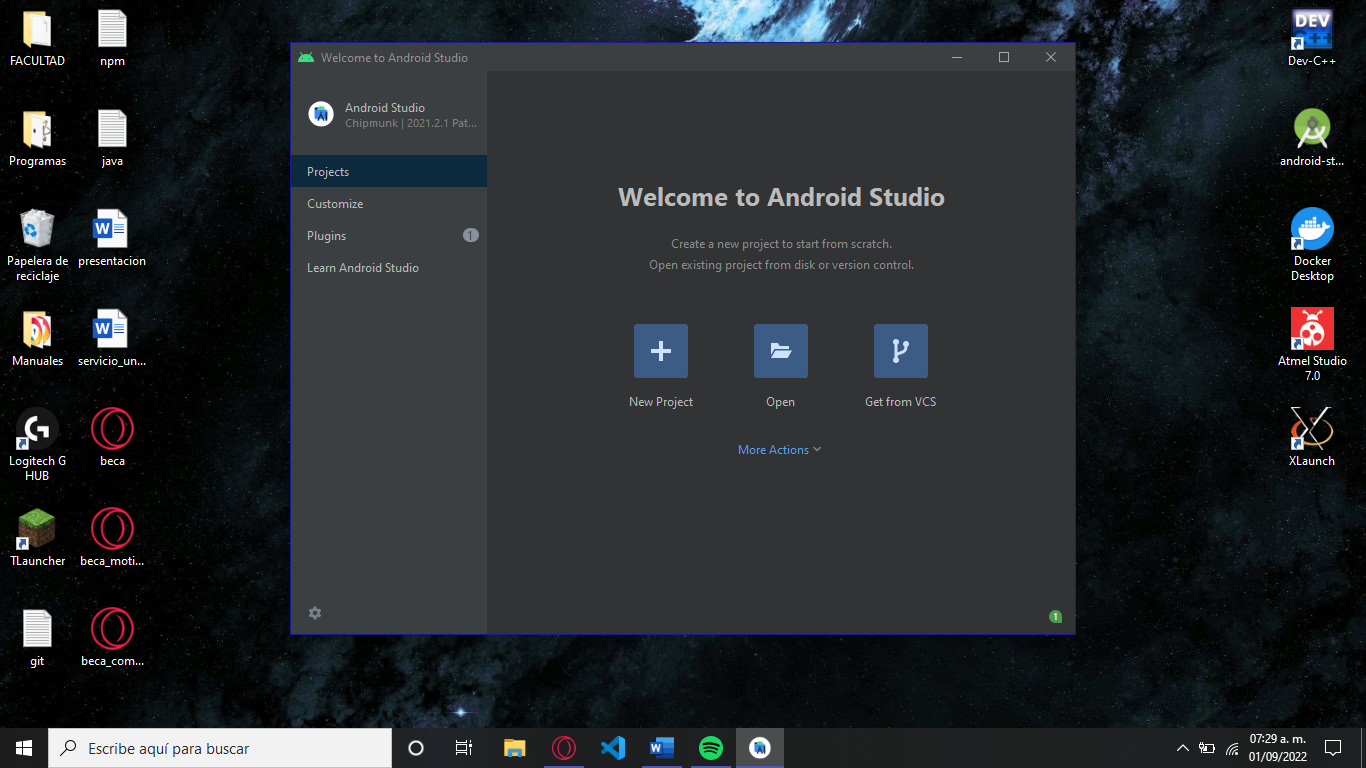 FACULTAD
npm
Programas
java
Papelera de
reciclaje
presentacion
Manuales
servicio_un...
Logitech G
HUB
beca
TLauncher
beca_moti...
git
beca_com...
Welcome to Android Studio
Android Studio
Chipmunk | 2021.2.1 Pat...
Projects
Customize
Plugins
1
Learn Android Studio
Welcome to Android Studio
Create a new project to start from scratch.
Open existing project from disk or version control.
New Project
Open
Get from VCS
More Actions
1
DEV
C++
Dev-C++
android-st...
Docker
Desktop
Atmel Studio
7.0
XLaunch
Escribe aquí para buscar
07:29 a. m.
01/09/2022